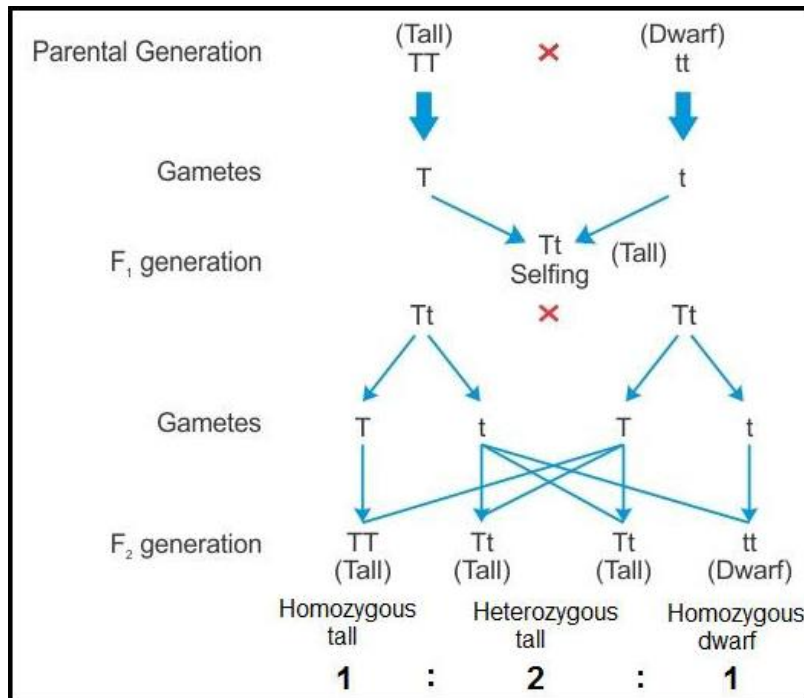 (Tall) (Dwarf)
Parental Generation TT × tt
Gametes T t
F₁ generation Tt (Tall)
Selfing
Tt × Tt
Gametes T t T t
F₂ generation TT Tt Tt tt
(Tall) (Tall) (Tall) (Dwarf)
Homozygous Heterozygous Homozygous
tall tall dwarf
1 : 2 : 1